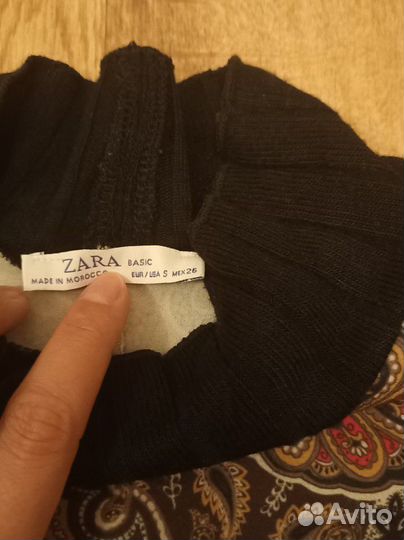 ZARA BASIC
MADE IN MOROCCO EUR/USA S MEX 26
Avito